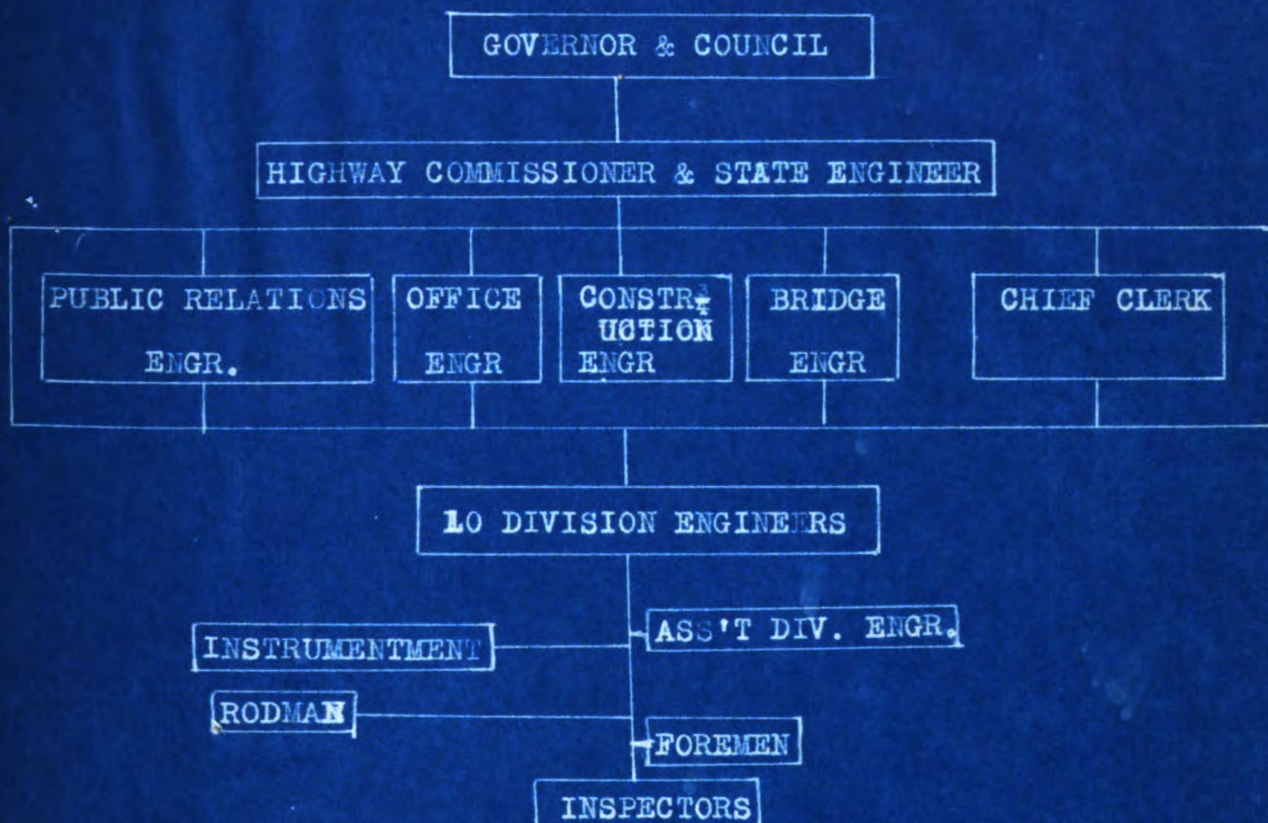 GOVERNOR & COUNCIL
HIGHWAY COMMISSIONER & STATE ENGINEER
PUBLIC RELATIONS
ENGR.
OFFICE
ENGR
CONSTR
UCTION
ENGR
BRIDGE
ENGR
CHIEF CLERK
10 DIVISION ENGINEERS
ASS'T DIV. ENGR.
INSTRUMENTMENT
RODMAN
FOREMEN
INSPECTORS